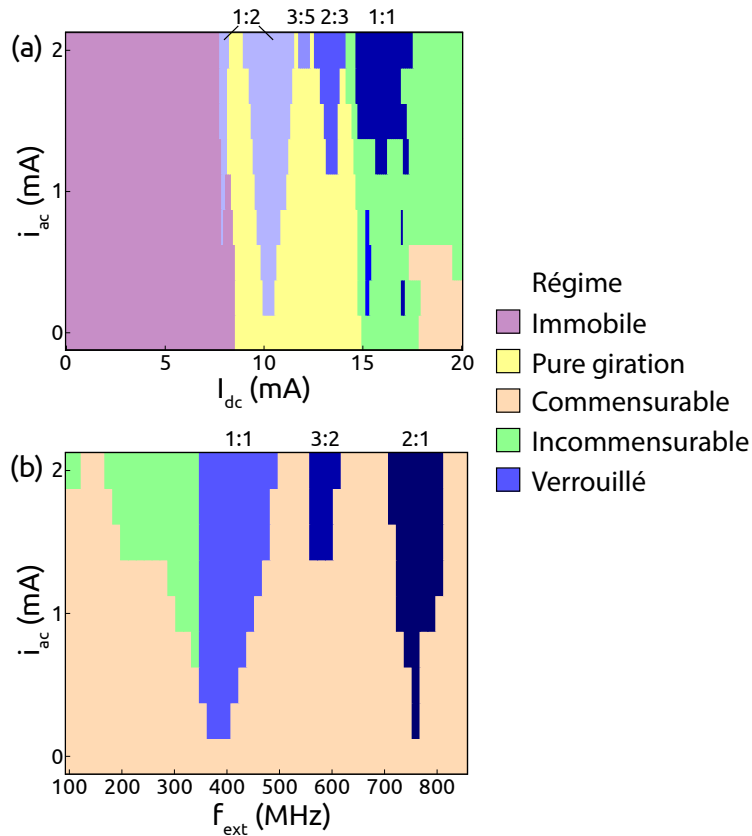 1:2 3:5 2:3 1:1
(a)
2
1
0
i_ac (mA)
0 5 10 15 20
I_dc (mA)
Régime
Immobile
Pure giration
Commensurable
Incommensurable
Verrouillé
1:1 3:2 2:1
(b)
2
1
0
i_ac (mA)
100 200 300 400 500 600 700 800
f_ext (MHz)